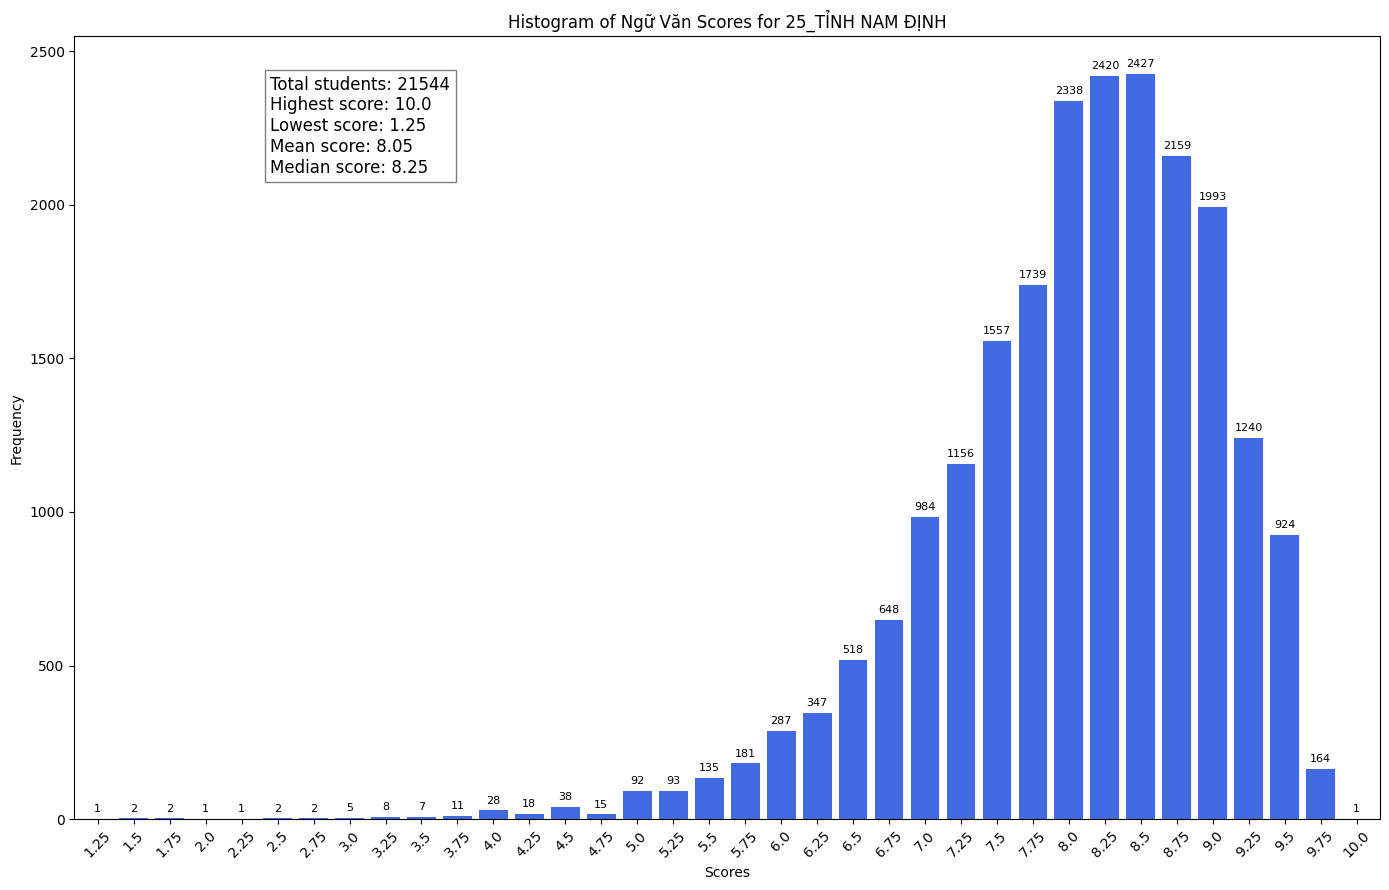 Histogram of Ngữ Văn Scores for 25_TỈNH NAM ĐỊNH
Total students: 21544
Highest score: 10.0
Lowest score: 1.25
Mean score: 8.05
Median score: 8.25
Frequency
2500
2000
1500
1000
500
0
1 2 2 1 1 2 2 5 8 7 11 28 18 38 15 92 93 135 181 287 347 518 648 984 1156 1557 1739 2338 2420 2427 2159 1993 1240 924 164 1
1.25 1.5 1.75 2.0 2.25 2.5 2.75 3.0 3.25 3.5 3.75 4.0 4.25 4.5 4.75 5.0 5.25 5.5 5.75 6.0 6.25 6.5 6.75 7.0 7.25 7.5 7.75 8.0 8.25 8.5 8.75 9.0 9.25 9.5 9.75 10.0
Scores